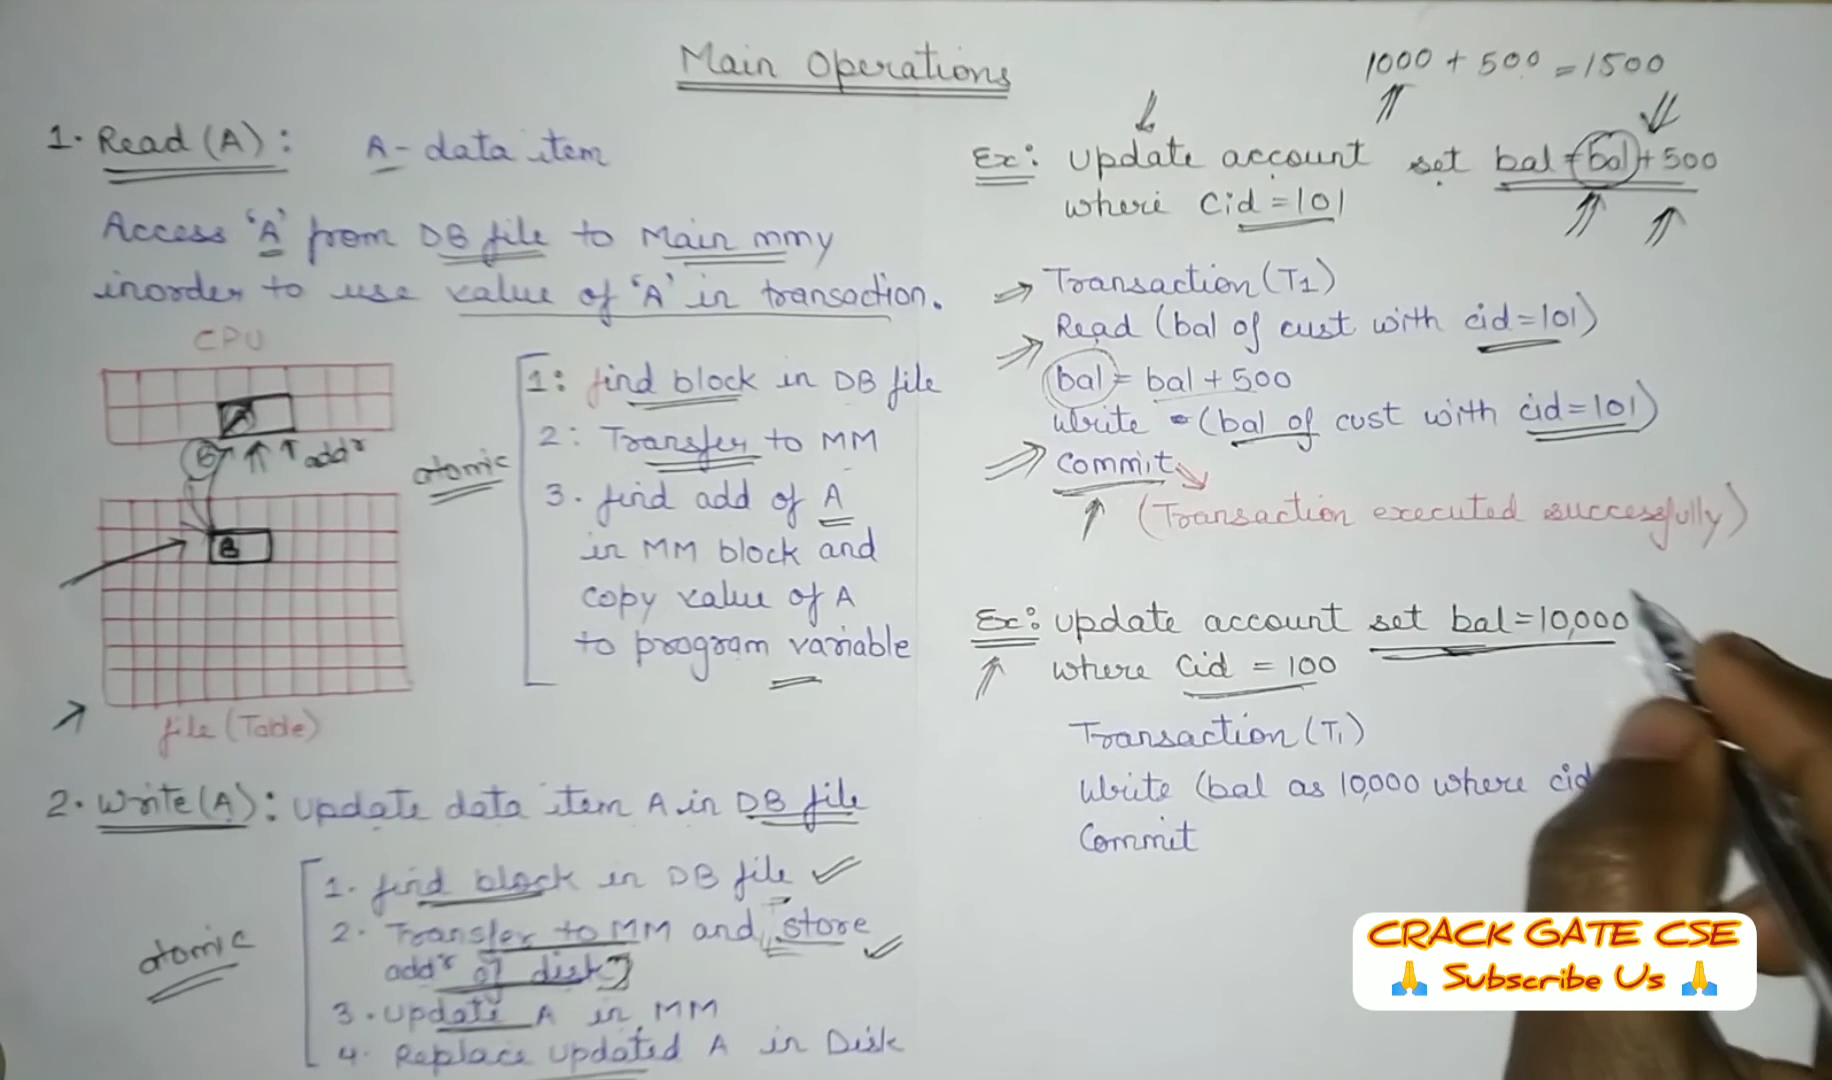 Main Operations
1. Read (A): A - data item
Access 'A' from DB file to Main mmy
inorder to use value of 'A' in transaction.
CPU
A
B
addr
B
file (Table)
atomic
1: find block in DB file
2: Transfer to MM
3. find add of A
in MM block and
copy value of A
to program variable
2. Write(A): Update data item A in DB file
atomic
1. find block in DB file
2. Transfer to MM and store
addr of disk
3. update A in MM
4. Replace updated A in Disk
1000 + 500 = 1500
Ex: Update account set bal = bal + 500
where Cid = 101
Transaction (T1)
Read (bal of cust with cid = 101)
bal = bal + 500
Write (bal of cust with cid = 101)
Commit
(Transaction executed successfully)
Ex: update account set bal = 10,000
where Cid = 100
Transaction (T1)
Write (bal as 10,000 where cid
Commit
CRACK GATE CSE
🙏 Subscribe Us 🙏